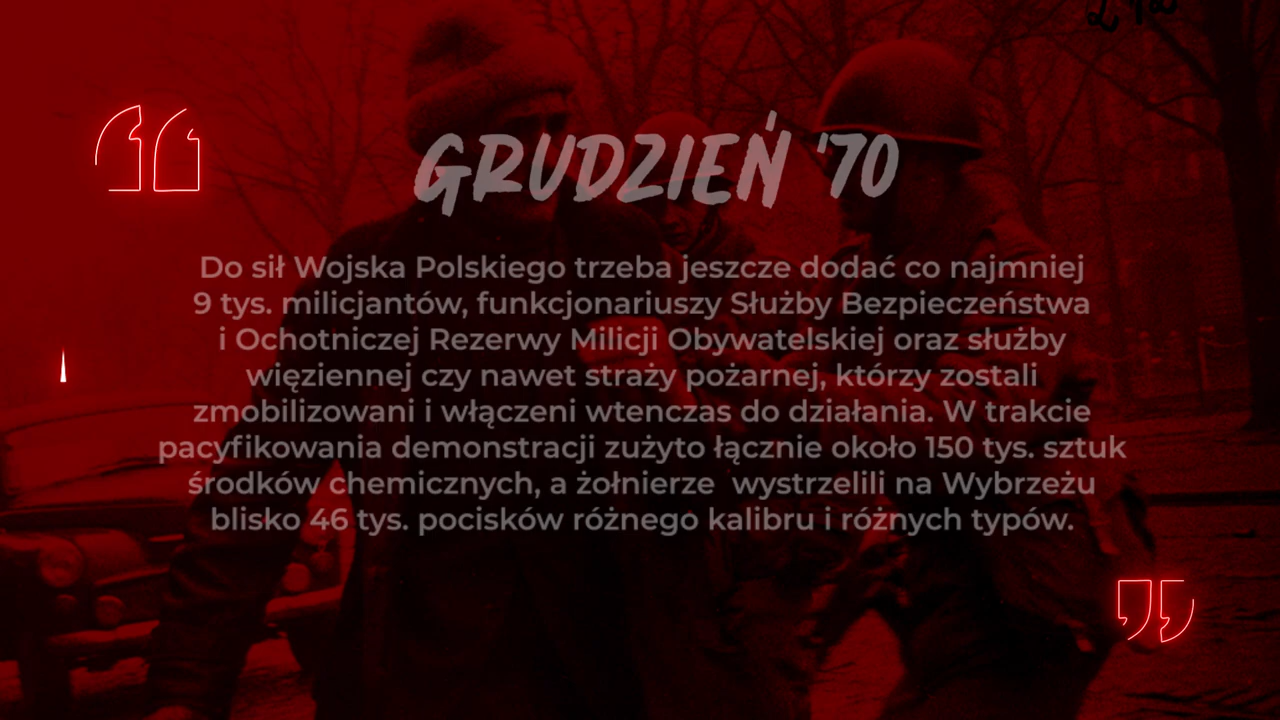 GRUDZIEŃ '70
Do sił Wojska Polskiego trzeba jeszcze dodać co najmniej
9 tys. milicjantów, funkcjonariuszy Służby Bezpieczeństwa
i Ochotniczej Rezerwy Milicji Obywatelskiej oraz służby
więziennej czy nawet straży pożarnej, którzy zostali
zmobilizowani i włączeni wtenczas do działania. W trakcie
pacyfikowania demonstracji zużyto łącznie około 150 tys. sztuk
środków chemicznych, a żołnierze  wystrzelili na Wybrzeżu
blisko 46 tys. pocisków różnego kalibru i różnych typów.